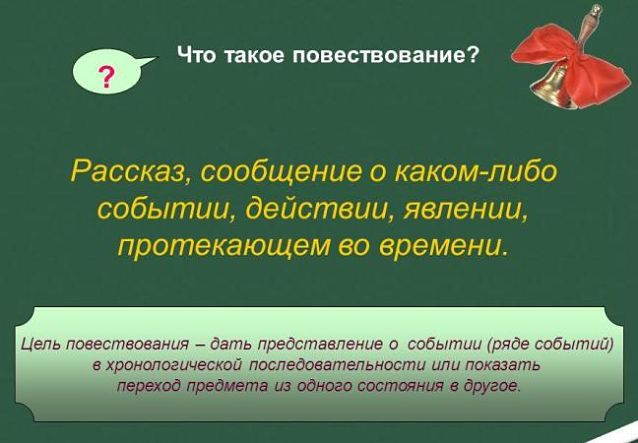 Что такое повествование?
?
Рассказ, сообщение о каком-либо
событии, действии, явлении,
протекающем во времени.
Цель повествования – дать представление о событии (ряде событий)
в хронологической последовательности или показать
переход предмета из одного состояния в другое.